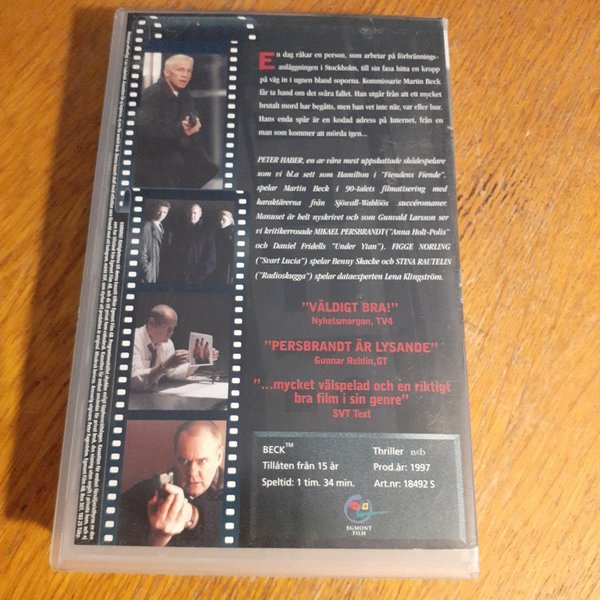 En dag råkar en person, som arbetar på förbrännings-
anläggningen i Stockholm, till sin fasa hitta en kropp
på väg in i ugnen bland soporna. Kommissarie Martin Beck
får ta hand om det svåra fallet. Han utgår från att ett mycket
brutalt mord har begåtts, men han vet inte när, var eller hur.
Hans enda spår är en kodad adress på Internet, från en
man som kommer att mörda igen...
PETER HABER, en av våra mest uppskattade skådespelare
som vi bl.a sett som Hamilton i "Fiendens Fiende",
spelar Martin Beck i 90-talets filmatisering med
karaktärerna från Sjöwall-Wahlöös succéromaner.
Manuset är helt nyskrivet och som Gunvald Larsson ser
vi kritikerrosade MIKAEL PERSBRANDT ("Anna Holt-Polis"
och Daniel Fridells "Under Ytan"). FIGGE NORLING
("Svart Lucia") spelar Benny Skacke och STINA RAUTELIN
("Radioskugga") spelar dataexperten Lena Klingström.
"VÄLDIGT BRA!"
Nyhetsmorgon, TV4
"PERSBRANDT ÄR LYSANDE"
Gunnar Rehlin,GT
"...mycket välspelad och en riktigt
bra film i sin genre"
SVT Text
BECK™ Thriller ncb
Tillåten från 15 år Prod.år: 1997
Speltid: 1 tim. 34 min. Art.nr: 18492 S
EGMONT
FILM